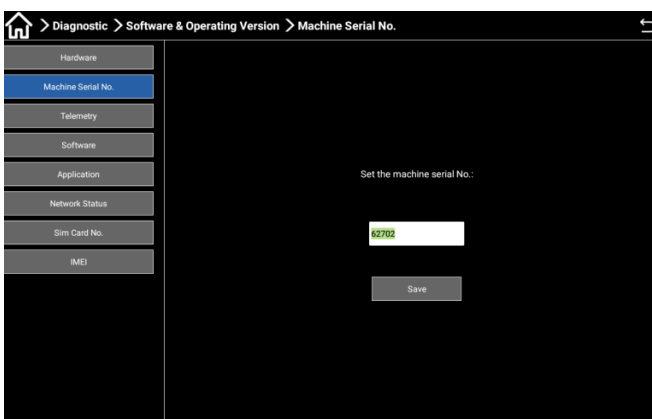 Diagnostic > Software & Operating Version > Machine Serial No.
Hardware
Machine Serial No.
Telemetry
Software
Application
Network Status
Sim Card No.
IMEI
Set the machine serial No.:
62702
Save